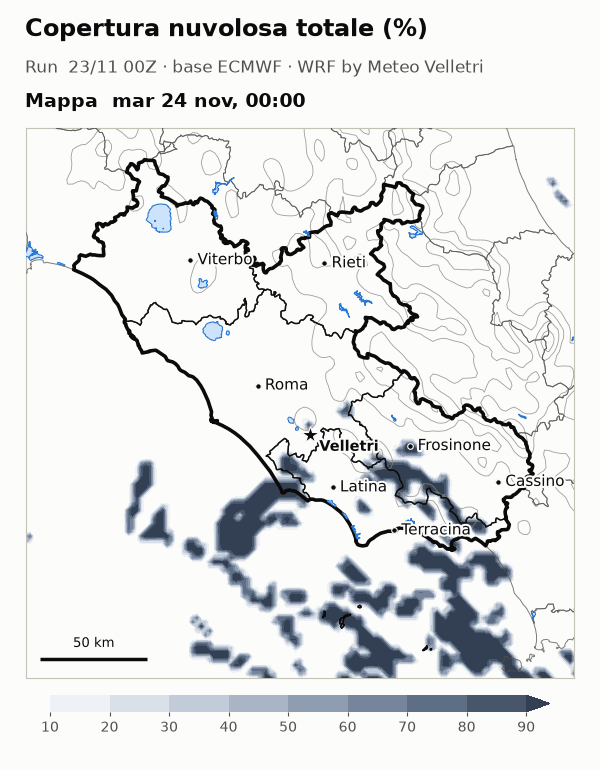 Copertura nuvolosa totale (%)
Run  23/11 00Z · base ECMWF · WRF by Meteo Velletri
Mappa  mar 24 nov, 00:00
Viterbo
Rieti
Roma
Velletri
Frosinone
Cassino
Latina
Terracina
50 km
10 20 30 40 50 60 70 80 90